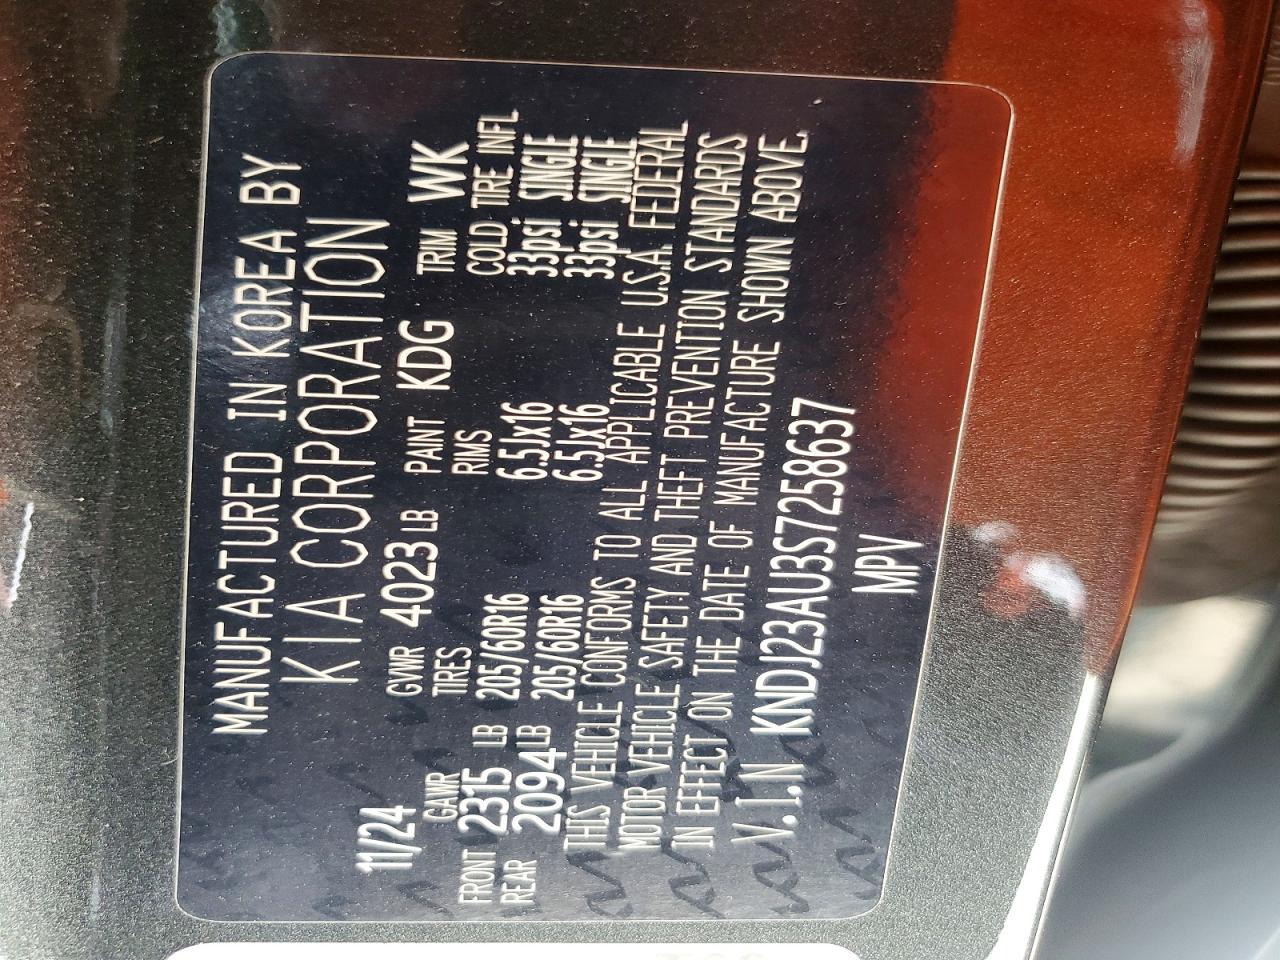 MANUFACTURED IN KOREA BY
KIA CORPORATION
11/24 GVWR 4023 LB PAINT KDG TRIM WK
GAWR TIRES RIMS COLD TIRE INFL
FRONT 2315 LB 205/60R16 6.5Jx16 33psi SINGLE
REAR 2094 LB 205/60R16 6.5Jx16 33psi SINGLE
THIS VEHICLE CONFORMS TO ALL APPLICABLE U.S.A. FEDERAL
MOTOR VEHICLE SAFETY AND THEFT PREVENTION STANDARDS
IN EFFECT ON THE DATE OF MANUFACTURE SHOWN ABOVE.
V.I.N KNDJ23AU3S7258637
MPV